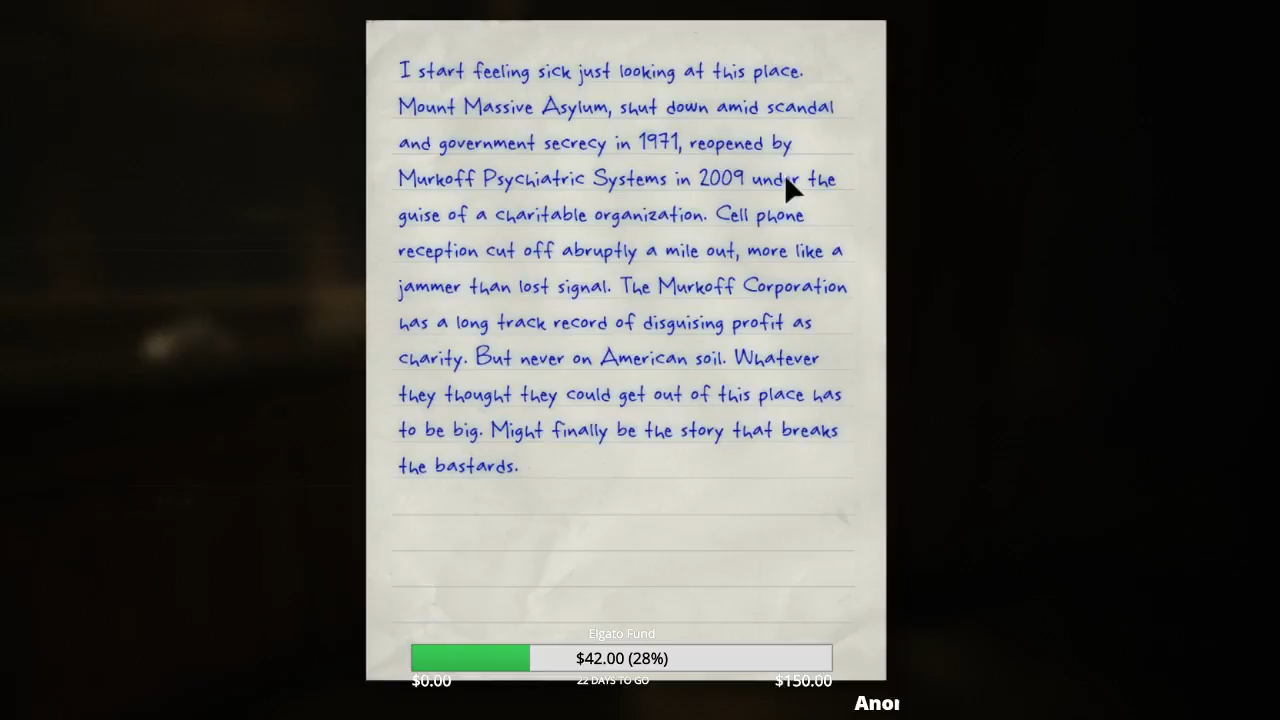 I start feeling sick just looking at this place.
Mount Massive Asylum, shut down amid scandal
and government secrecy in 1971, reopened by
Murkoff Psychiatric Systems in 2009 under the
guise of a charitable organization. Cell phone
reception cut off abruptly a mile out, more like a
jammer than lost signal. The Murkoff Corporation
has a long track record of disguising profit as
charity. But never on American soil. Whatever
they thought they could get out of this place has
to be big. Might finally be the story that breaks
the bastards.
Elgato Fund
$42.00 (28%)
$0.00 22 DAYS TO GO $150.00